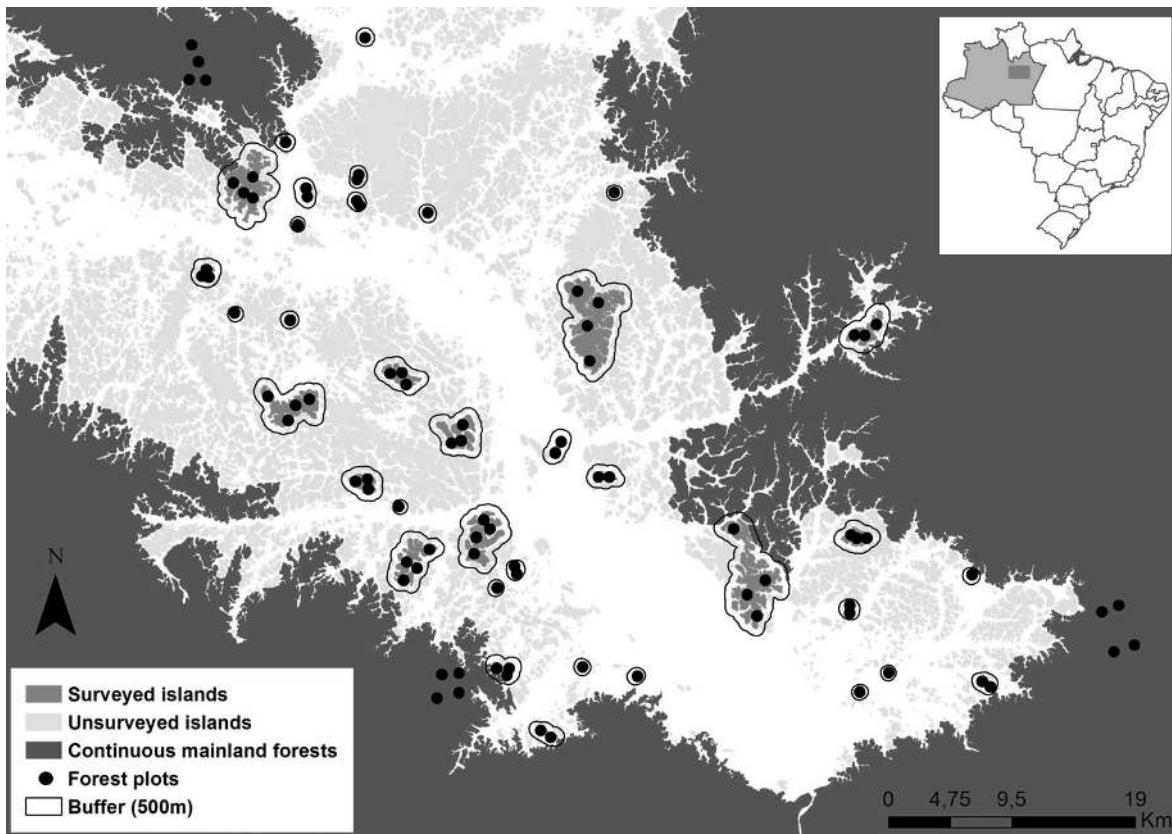 N
Surveyed islands
Unsurveyed islands
Continuous mainland forests
Forest plots
Buffer (500m)
0 4,75 9,5 19
Km